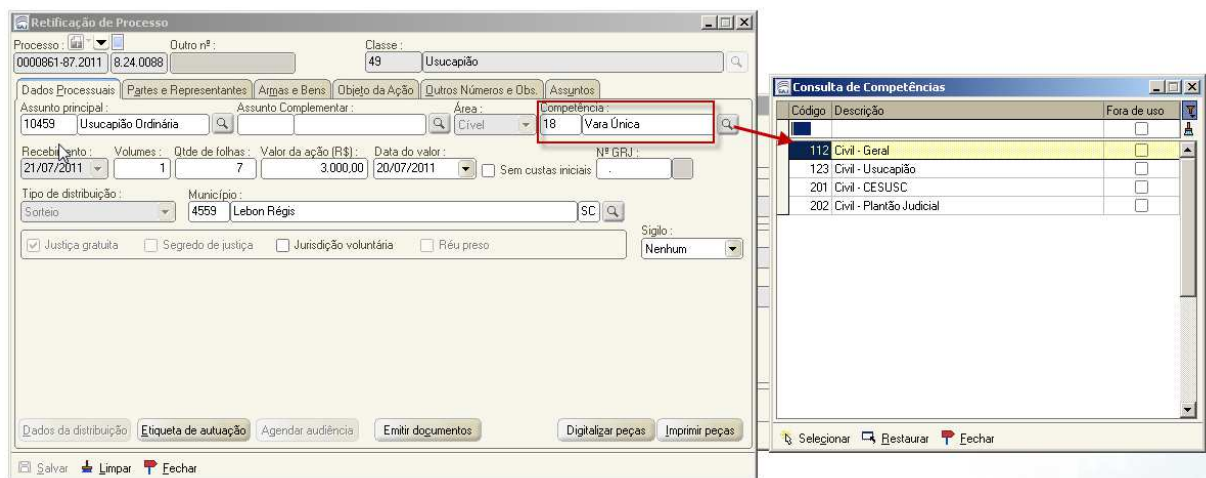 Retificação de Processo
Processo : Outro nº : Classe :
0000861-87.2011 8.24.0088 49 Usucapião
Dados Processuais Partes e Representantes Armas e Bens Objeto da Ação Outros Números e Obs. Assuntos
Assunto principal : Assunto Complementar : Área : Competência :
10459 Usucapião Ordinária Cível 18 Vara Única
Recebimento : Volumes : Qtde de folhas : Valor da ação (R$) : Data do valor : Nº GRJ :
21/07/2011 1 7 3.000,00 20/07/2011 Sem custas iniciais .
Tipo de distribuição : Município :
Sorteio 4559 Lebon Régis SC
Justiça gratuita Segredo de justiça Jurisdição voluntária Réu preso
Sigilo :
Nenhum
Dados da distribuição Etiqueta de autuação Agendar audiência Emitir documentos Digitalizar peças Imprimir peças
Salvar Limpar Fechar
Consulta de Competências
Código Descrição Fora de uso
112 Civil - Geral
123 Civil - Usucapião
201 Civil - CESUSC
202 Civil - Plantão Judicial
Selecionar Restaurar Fechar